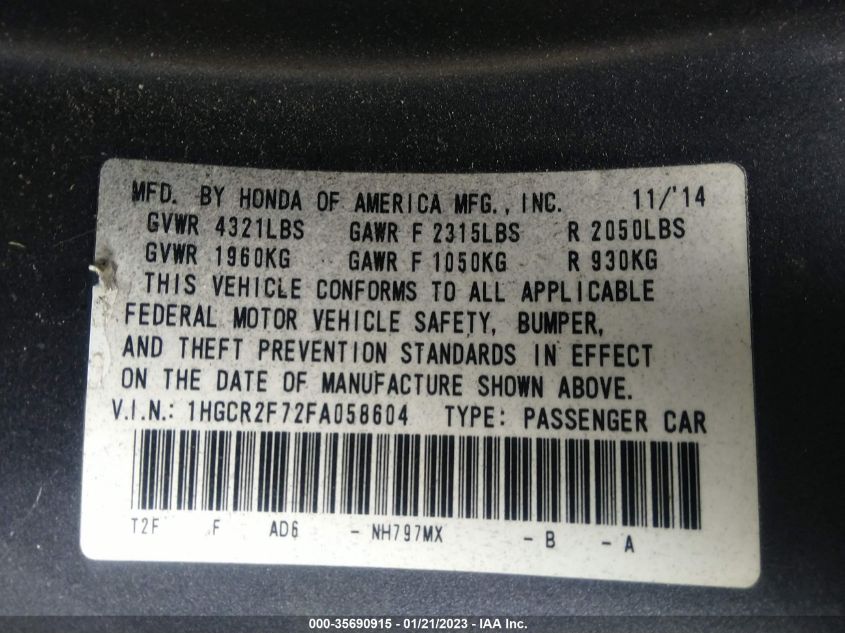 MFD. BY HONDA OF AMERICA MFG., INC. 11/'14
GVWR 4321LBS GAWR F 2315LBS R 2050LBS
GVWR 1960KG GAWR F 1050KG R 930KG
THIS VEHICLE CONFORMS TO ALL APPLICABLE
FEDERAL MOTOR VEHICLE SAFETY, BUMPER,
AND THEFT PREVENTION STANDARDS IN EFFECT
ON THE DATE OF MANUFACTURE SHOWN ABOVE.
V.I.N.: 1HGCR2F72FA058604 TYPE: PASSENGER CAR
T2F F AD6 - NH797MX - B - A
000-35690915 / 01/21/2023 - IAA Inc.